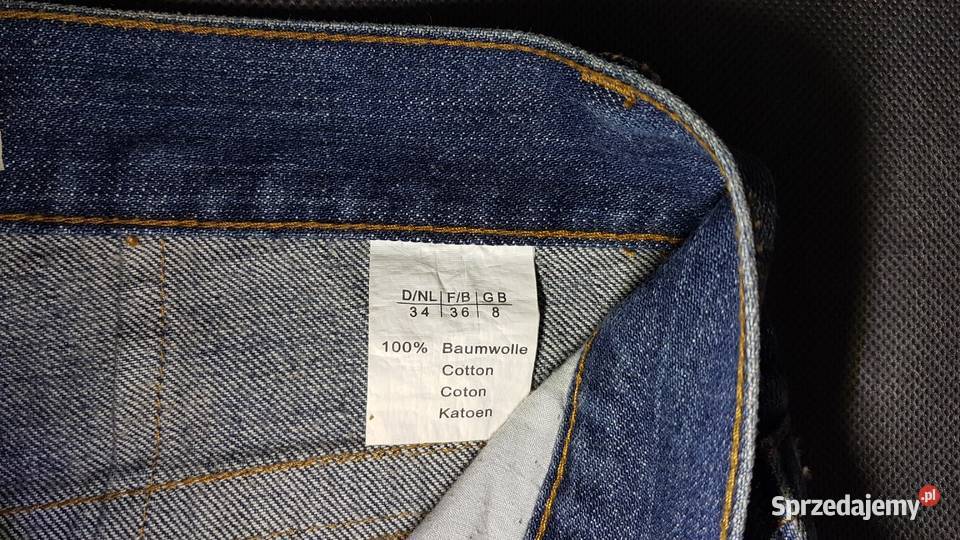 D/NL F/B GB
34 36 8
100% Baumwolle
Cotton
Coton
Katoen
Sprzedajemy.pl